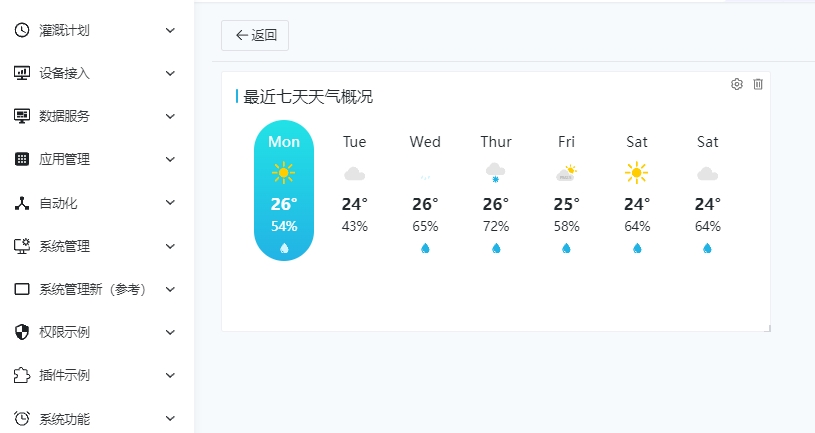 灌溉计划
设备接入
数据服务
应用管理
自动化
系统管理
系统管理新（参考）
权限示例
插件示例
系统功能
返回
最近七天天气概况
Mon Tue Wed Thur Fri Sat Sat
26° 24° 26° 26° 25° 24° 24°
54% 43% 65% 72% 58% 64% 64%